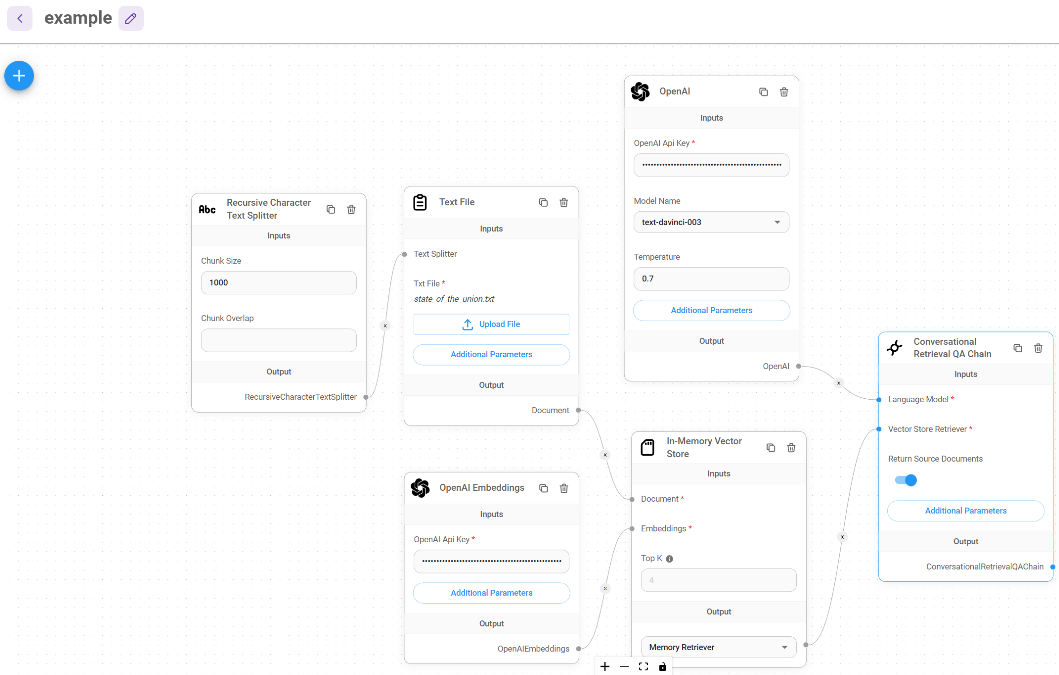 example
OpenAI
Inputs
OpenAI Api Key *
Model Name
text-davinci-003
Temperature
0.7
Additional Parameters
Output
OpenAI
Abc
Recursive Character
Text Splitter
Inputs
Chunk Size
1000
Chunk Overlap
Output
RecursiveCharacterTextSplitter
Text File
Inputs
Text Splitter
Txt File *
state_of_the_union.txt
Upload File
Additional Parameters
Output
Document
OpenAI Embeddings
Inputs
OpenAI Api Key *
Additional Parameters
Output
OpenAIEmbeddings
In-Memory Vector
Store
Inputs
Document *
Embeddings *
Top K
4
Output
Memory Retriever
Conversational
Retrieval QA Chain
Inputs
Language Model *
Vector Store Retriever *
Return Source Documents
Additional Parameters
Output
ConversationalRetrievalQAChain